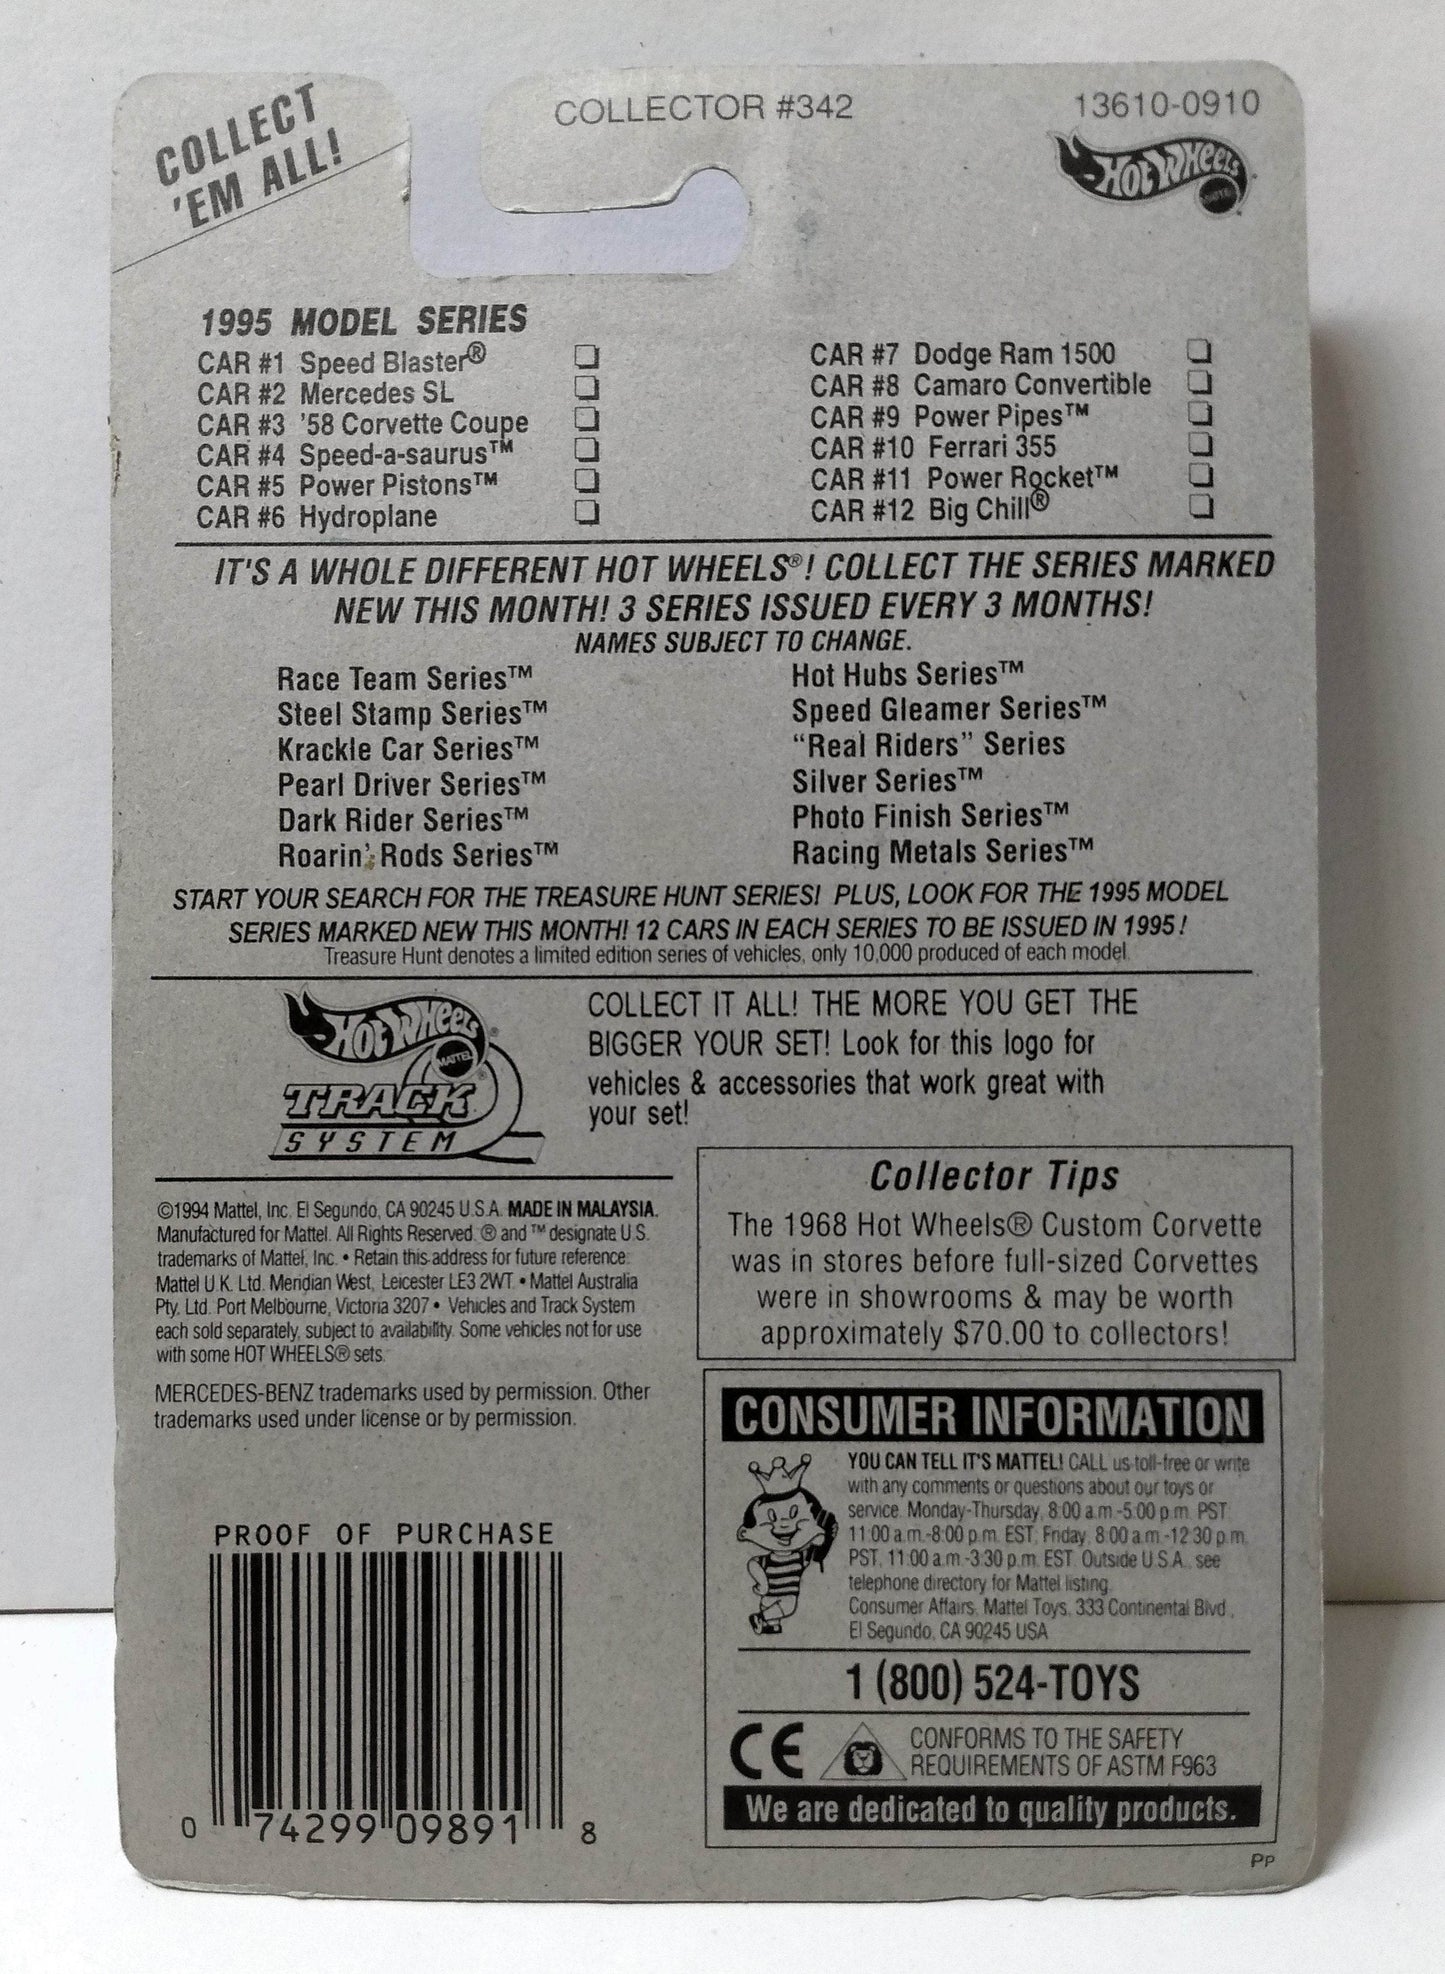 COLLECT
'EM ALL!
COLLECTOR #342
13610-0910
HOT WHEELS
MATTEL
1995 MODEL SERIES
CAR #1 Speed Blaster®
CAR #2 Mercedes SL
CAR #3 '58 Corvette Coupe
CAR #4 Speed-a-saurus™
CAR #5 Power Pistons™
CAR #6 Hydroplane
CAR #7 Dodge Ram 1500
CAR #8 Camaro Convertible
CAR #9 Power Pipes™
CAR #10 Ferrari 355
CAR #11 Power Rocket™
CAR #12 Big Chill®
IT'S A WHOLE DIFFERENT HOT WHEELS®! COLLECT THE SERIES MARKED
NEW THIS MONTH! 3 SERIES ISSUED EVERY 3 MONTHS!
NAMES SUBJECT TO CHANGE.
Race Team Series™
Steel Stamp Series™
Krackle Car Series™
Pearl Driver Series™
Dark Rider Series™
Roarin' Rods Series™
Hot Hubs Series™
Speed Gleamer Series™
“Real Riders” Series
Silver Series™
Photo Finish Series™
Racing Metals Series™
START YOUR SEARCH FOR THE TREASURE HUNT SERIES! PLUS, LOOK FOR THE 1995 MODEL
SERIES MARKED NEW THIS MONTH! 12 CARS IN EACH SERIES TO BE ISSUED IN 1995!
Treasure Hunt denotes a limited edition series of vehicles, only 10,000 produced of each model.
HOT WHEELS®
MATTEL®
TRACK
SYSTEM
COLLECT IT ALL! THE MORE YOU GET THE
BIGGER YOUR SET! Look for this logo for
vehicles & accessories that work great with
your set!
©1994 Mattel, Inc. El Segundo, CA 90245 U.S.A. MADE IN MALAYSIA.
Manufactured for Mattel. All Rights Reserved. ® and ™ designate U.S.
trademarks of Mattel, Inc. • Retain this address for future reference:
Mattel U.K. Ltd. Meridian West, Leicester LE3 2WT. • Mattel Australia
Pty. Ltd. Port Melbourne, Victoria 3207 • Vehicles and Track System
each sold separately, subject to availability. Some vehicles not for use
with some HOT WHEELS® sets.
MERCEDES-BENZ trademarks used by permission. Other
trademarks used under license or by permission.
Collector Tips
The 1968 Hot Wheels® Custom Corvette
was in stores before full-sized Corvettes
were in showrooms & may be worth
approximately $70.00 to collectors!
CONSUMER INFORMATION
YOU CAN TELL IT'S MATTEL! CALL us toll-free or write
with any comments or questions about our toys or
service. Monday-Thursday, 8:00 a.m.-5:00 p.m. PST.
11:00 a.m.-8:00 p.m. EST; Friday, 8:00 a.m.-12:30 p.m.
PST, 11:00 a.m.-3:30 p.m. EST. Outside U.S.A., see
telephone directory for Mattel listing.
Consumer Affairs, Mattel Toys, 333 Continental Blvd.,
El Segundo, CA 90245 USA
1 (800) 524-TOYS
CE
CONFORMS TO THE SAFETY
REQUIREMENTS OF ASTM F963
We are dedicated to quality products.
PP
PROOF OF PURCHASE
0 74299 09891 8